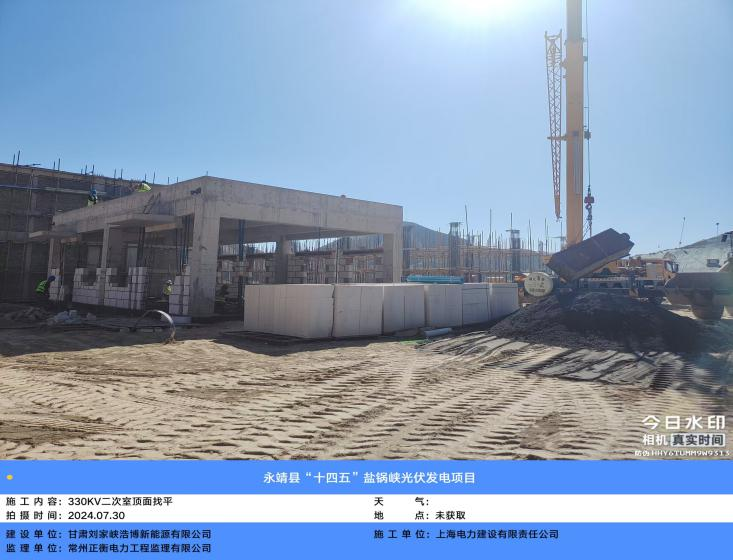 今日水印
相机 真实时间
防伪 HHY6TUMM9W9313
永靖县“十四五”盐锅峡光伏发电项目
施工内容：330KV二次室顶面找平
天气：
拍摄时间：2024.07.30
地点：未获取
建设单位：甘肃刘家峡浩博新能源有限公司
施工单位：上海电力建设有限责任公司
监理单位：常州正衡电力工程监理有限公司